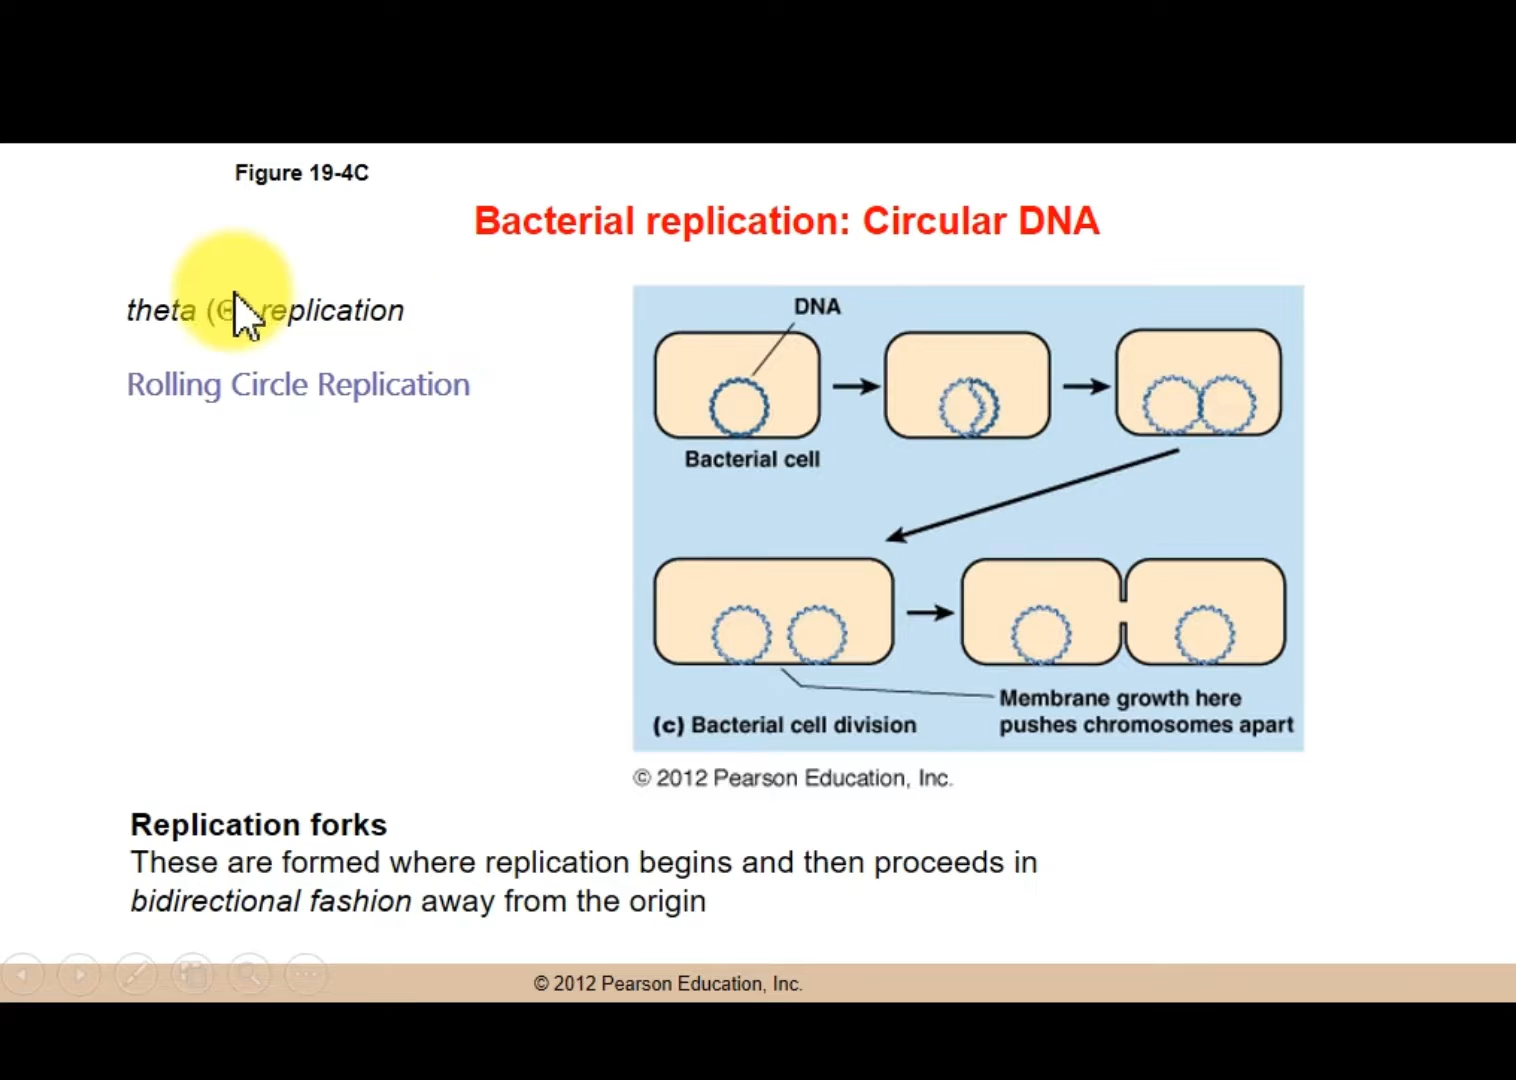 Figure 19-4C
Bacterial replication: Circular DNA
theta (Θ) replication
Rolling Circle Replication
DNA
Bacterial cell
Membrane growth here
pushes chromosomes apart
(c) Bacterial cell division
© 2012 Pearson Education, Inc.
Replication forks
These are formed where replication begins and then proceeds in
bidirectional fashion away from the origin
© 2012 Pearson Education, Inc.